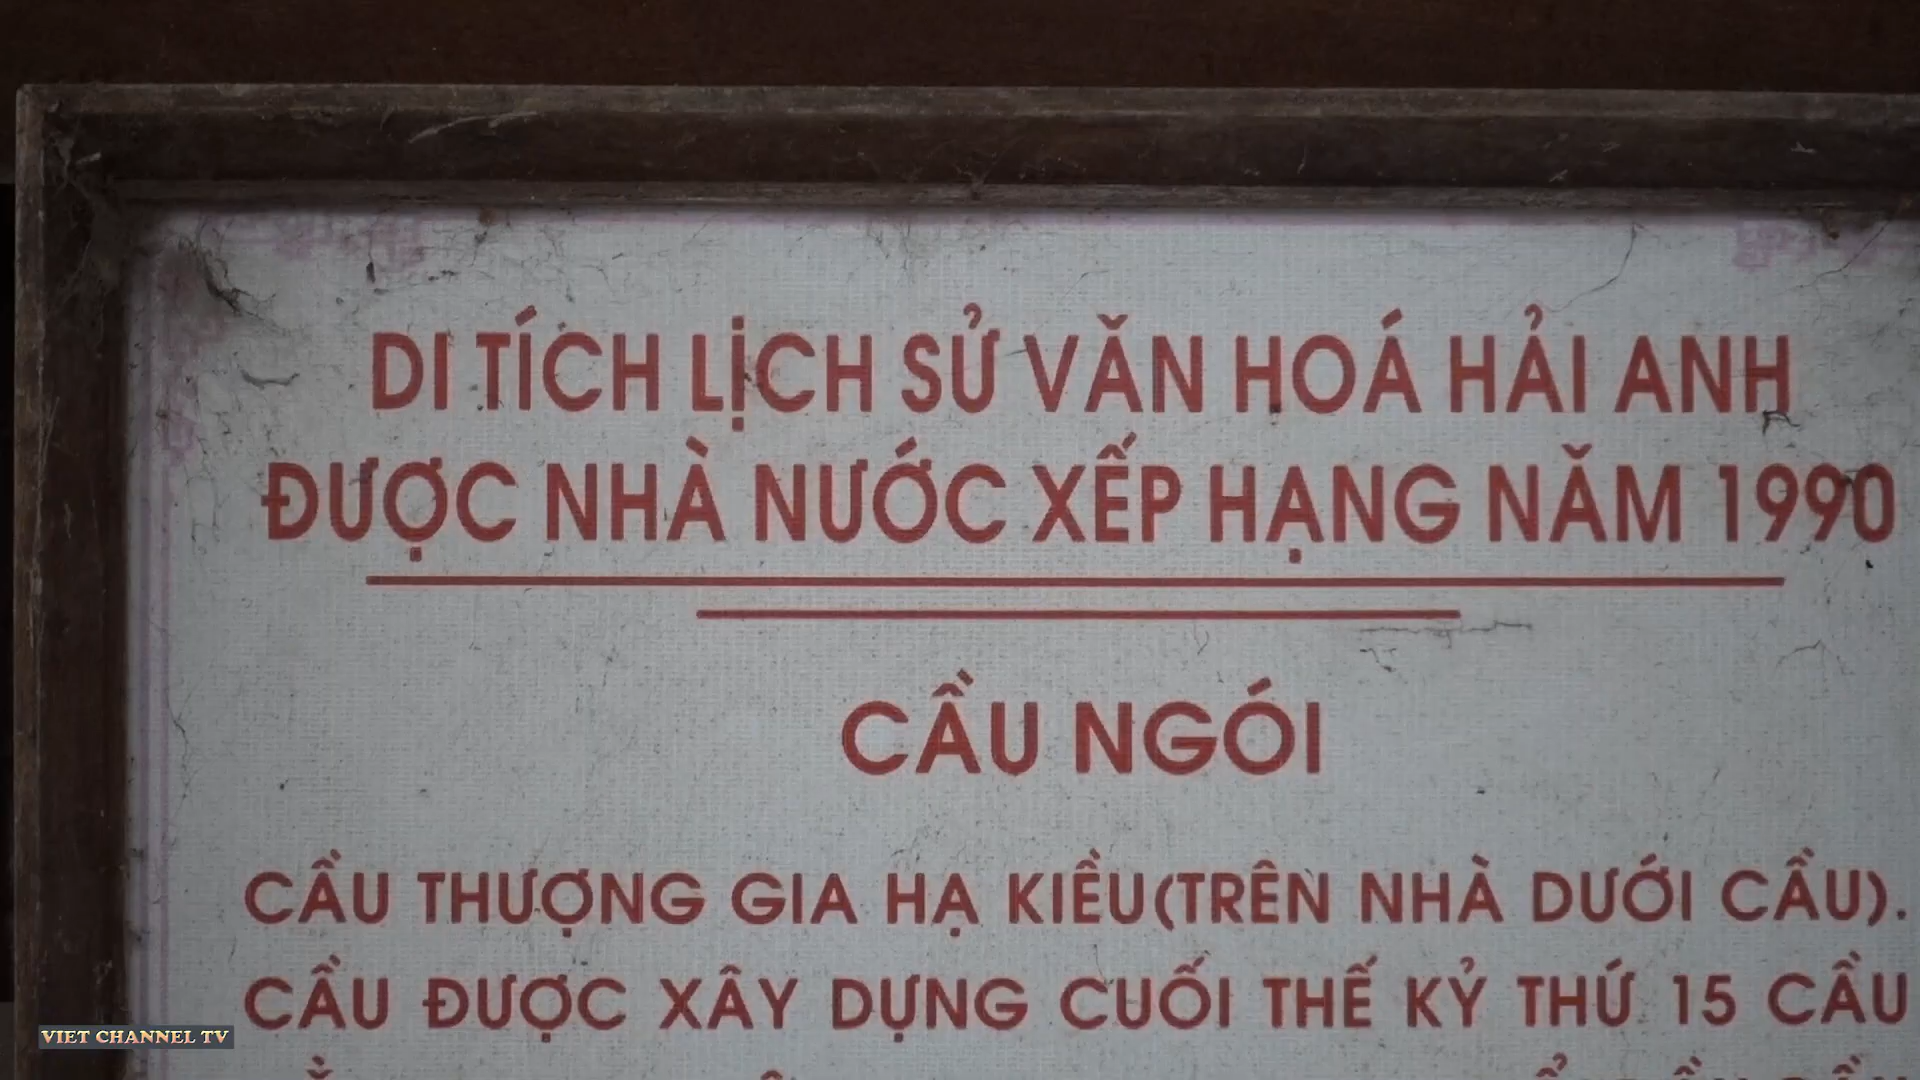 DI TÍCH LỊCH SỬ VĂN HOÁ HẢI ANH
ĐƯỢC NHÀ NƯỚC XẾP HẠNG NĂM 1990
CẦU NGÓI
CẦU THƯỢNG GIA HẠ KIỀU(TRÊN NHÀ DƯỚI CẦU).
CẦU ĐƯỢC XÂY DỰNG CUỐI THẾ KỶ THỨ 15 CẦU
VIET CHANNEL TV